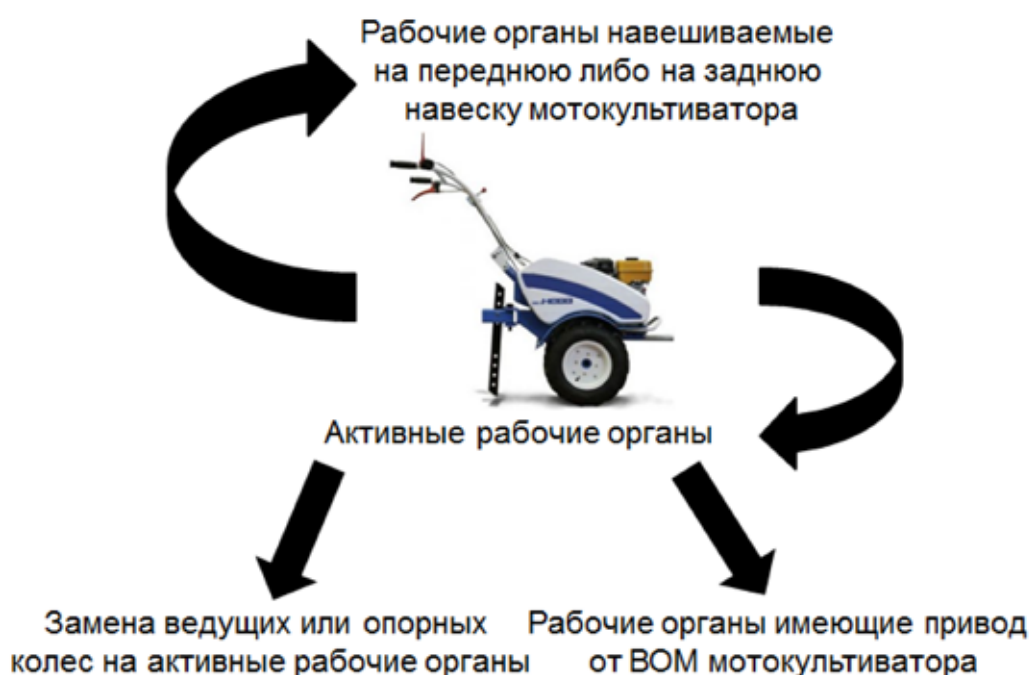 Рабочие органы навешиваемые
на переднюю либо на заднюю
навеску мотокультиватора
Активные рабочие органы
Замена ведущих или опорных
колес на активные рабочие органы
Рабочие органы имеющие привод
от ВОМ мотокультиватора